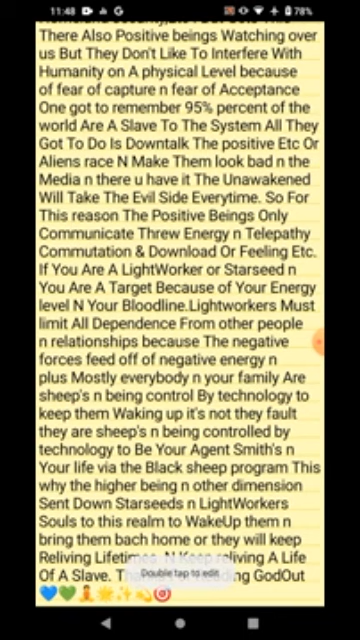 11:48
78%
There Also Positive beings Watching over
us But They Don't Like To Interfere With
Humanity on A physical Level because
of fear of capture n fear of Acceptance
One got to remember 95% percent of the
world Are A Slave To The System All They
Got To Do Is Downtalk The positive Etc Or
Aliens race N Make Them look bad n the
Media n there u have it The Unawakened
Will Take The Evil Side Everytime. So For
This reason The Positive Beings Only
Communicate Threw Energy n Telepathy
Commutation & Download Or Feeling Etc.
If You Are A LightWorker or Starseed n
You Are A Target Because of Your Energy
level N Your Bloodline.Lightworkers Must
limit All Dependence From other people
n relationships because The negative
forces feed off of negative energy n
plus Mostly everybody n your family Are
sheep's n being control By technology to
keep them Waking up it's not they fault
they are sheep's n being controlled by
technology to Be Your Agent Smith's n
Your life via the Black sheep program This
why the higher being n other dimension
Sent Down Starseeds n LightWorkers
Souls to this realm to WakeUp them n
bring them bach home or they will keep
Reliving Lifetimes N Keep reliving A Life
Of A Slave. GodOut
Double tap to edit